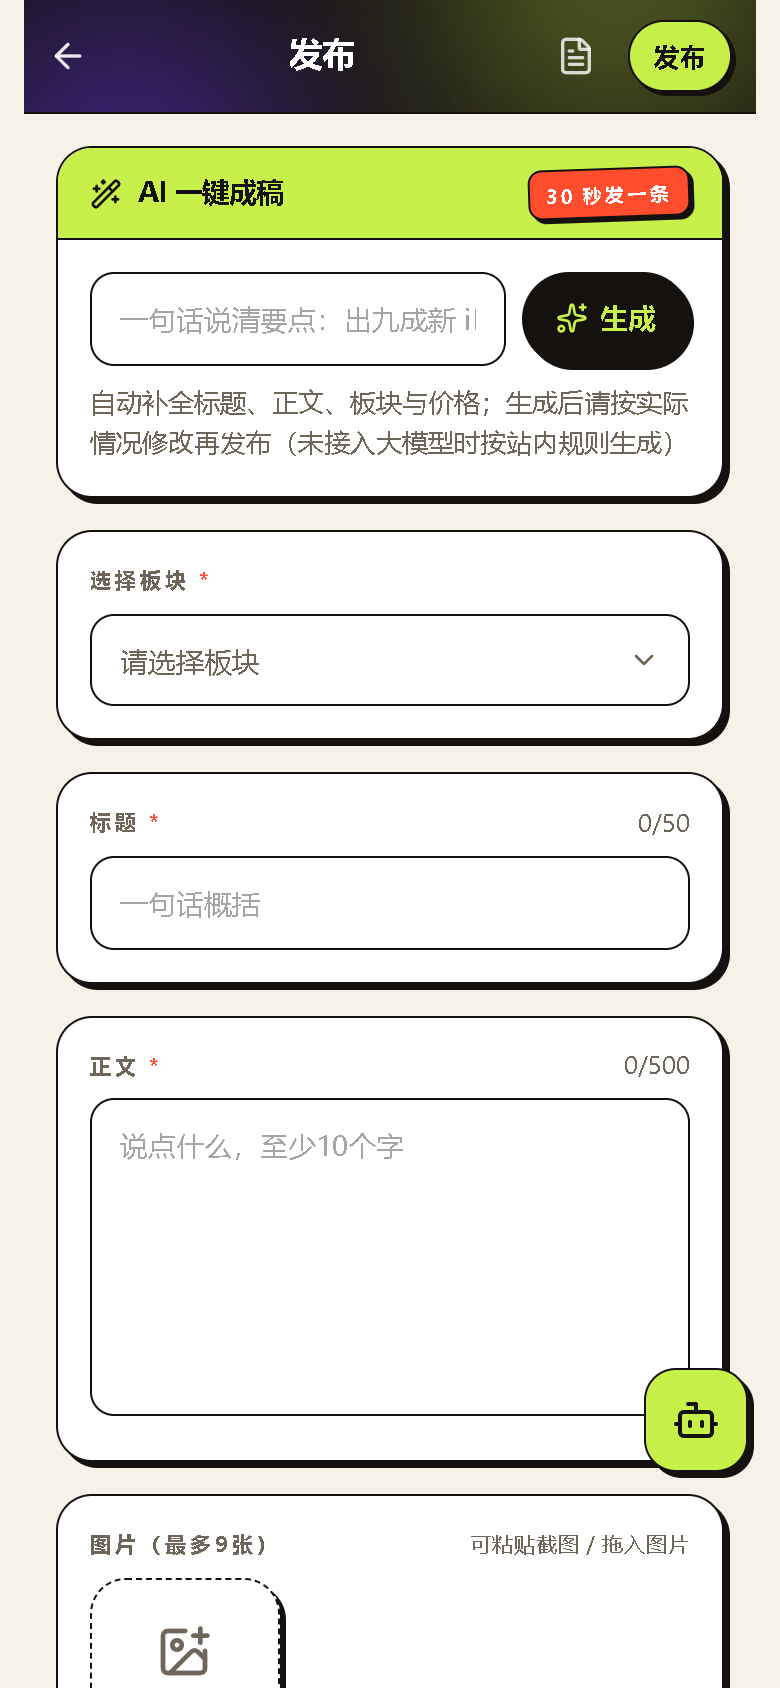 发布
发布
AI 一键成稿
30 秒发一条
一句话说清要点：出九成新 i
生成
自动补全标题、正文、板块与价格；生成后请按实际
情况修改再发布（未接入大模型时按站内规则生成）
选择板块 *
请选择板块
标题 *
0/50
一句话概括
正文 *
0/500
说点什么，至少10个字
图片（最多9张）
可粘贴截图 / 拖入图片